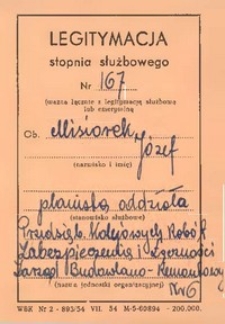 LEGITYMACJA
stopnia służbowego
Nr 167
(ważna łącznie z legitymacją służbową
lub emerytalną
Ob. Misiorek
Józef
(nazwisko i imię)
planista oddziału
(stanowisko służbowe)
Przedsięb. Kolejowych Robót
Zabezpieczenia i Łączności
Zarząd Budowlano-Remontowy
Nr 6
(nazwa jednostki organizacyjnej)
WSK Nr 2 - 895/54 VII. 54 M-5-60894 - 200.000.